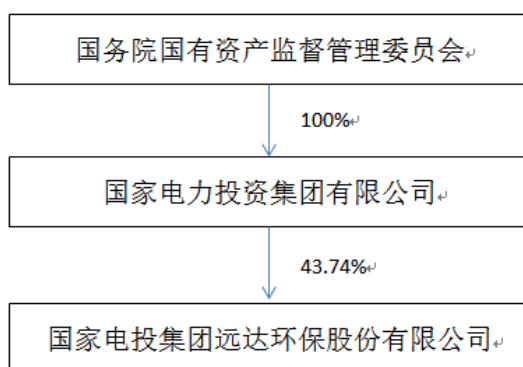 国务院国有资产监督管理委员会
100%
国家电力投资集团有限公司
43.74%
国家电投集团远达环保股份有限公司